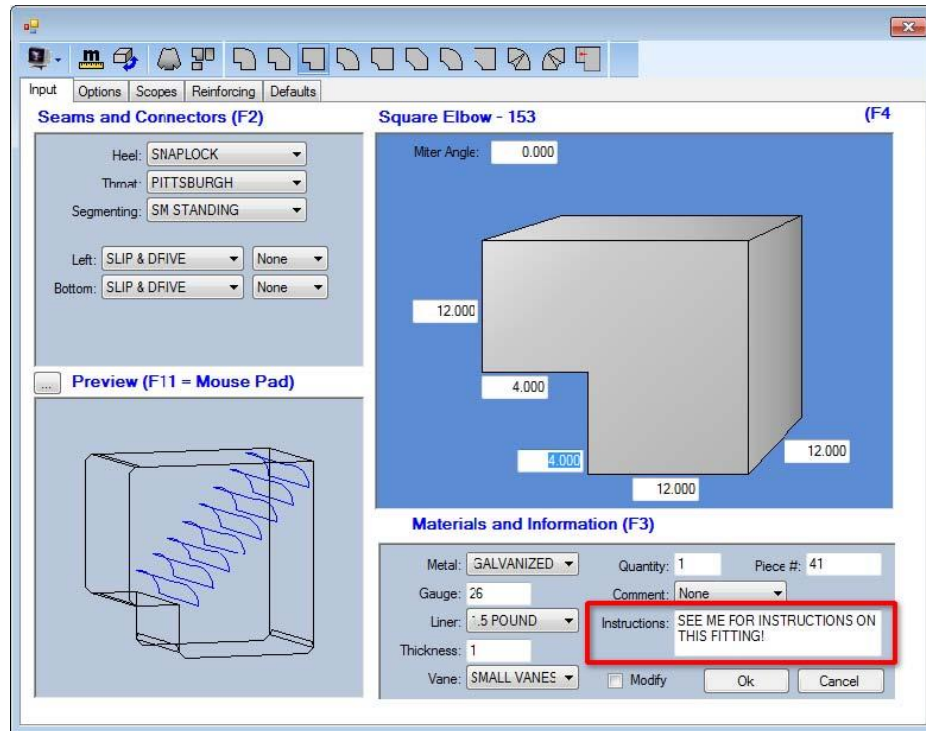 m
Input Options Scopes Reinforcing Defaults
Seams and Connectors (F2)
Heel: SNAPLOCK
Throat: PITTSBURGH
Segmenting: SM STANDING
Left: SLIP & DRIVE None
Bottom: SLIP & DRIVE None
... Preview (F11 = Mouse Pad)
Square Elbow - 153 (F4
Miter Angle: 0.000
12.000
4.000
4.000
12.000
12.000
Materials and Information (F3)
Metal: GALVANIZED Quantity: 1 Piece #: 41
Gauge: 26 Comment: None
Liner: 1.5 POUND Instructions: SEE ME FOR INSTRUCTIONS ON
THIS FITTING!
Thickness: 1
Vane: SMALL VANES Modify Ok Cancel